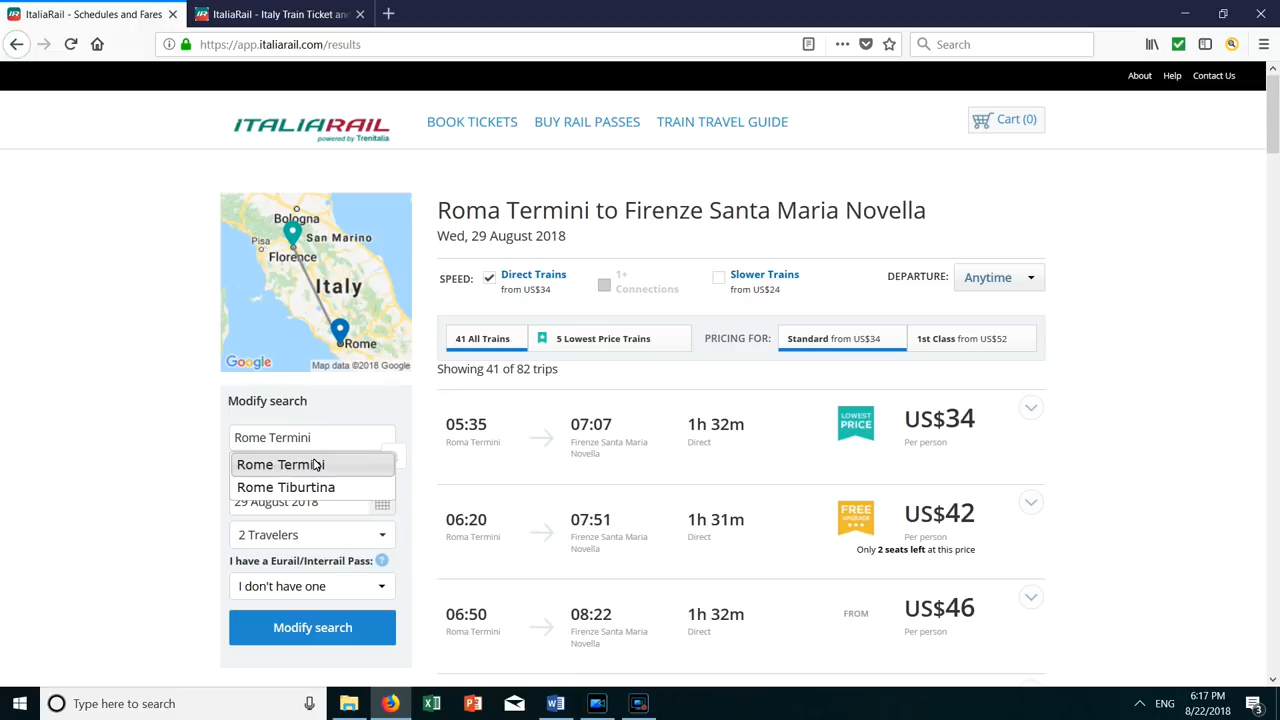 ItaliaRail - Schedules and Fares
ItaliaRail - Italy Train Ticket and
https://app.italiarail.com/results
Search
About Help Contact Us
ITALIARAIL
powered by Trenitalia
BOOK TICKETS BUY RAIL PASSES TRAIN TRAVEL GUIDE
Cart (0)
Bologna
Pisa
San Marino
Florence
Italy
Rome
Google
Map data ©2018 Google
Roma Termini to Firenze Santa Maria Novella
Wed, 29 August 2018
SPEED:
Direct Trains
from US$34
1+
Connections
Slower Trains
from US$24
DEPARTURE: Anytime
41 All Trains
5 Lowest Price Trains
PRICING FOR:
Standard from US$34
1st Class from US$52
Showing 41 of 82 trips
Modify search
Rome Termini
Rome Termini
Rome Tiburtina
29 August 2018
2 Travelers
I have a Eurail/Interrail Pass: ?
I don't have one
Modify search
05:35
Roma Termini
07:07
Firenze Santa Maria
Novella
1h 32m
Direct
LOWEST
PRICE
US$34
Per person
06:20
Roma Termini
07:51
Firenze Santa Maria
Novella
1h 31m
Direct
FREE
UPGRADE
US$42
Per person
Only 2 seats left at this price
06:50
Roma Termini
08:22
Firenze Santa Maria
Novella
1h 32m
Direct
FROM
US$46
Per person
Type here to search
ENG
6:17 PM
8/22/2018
3